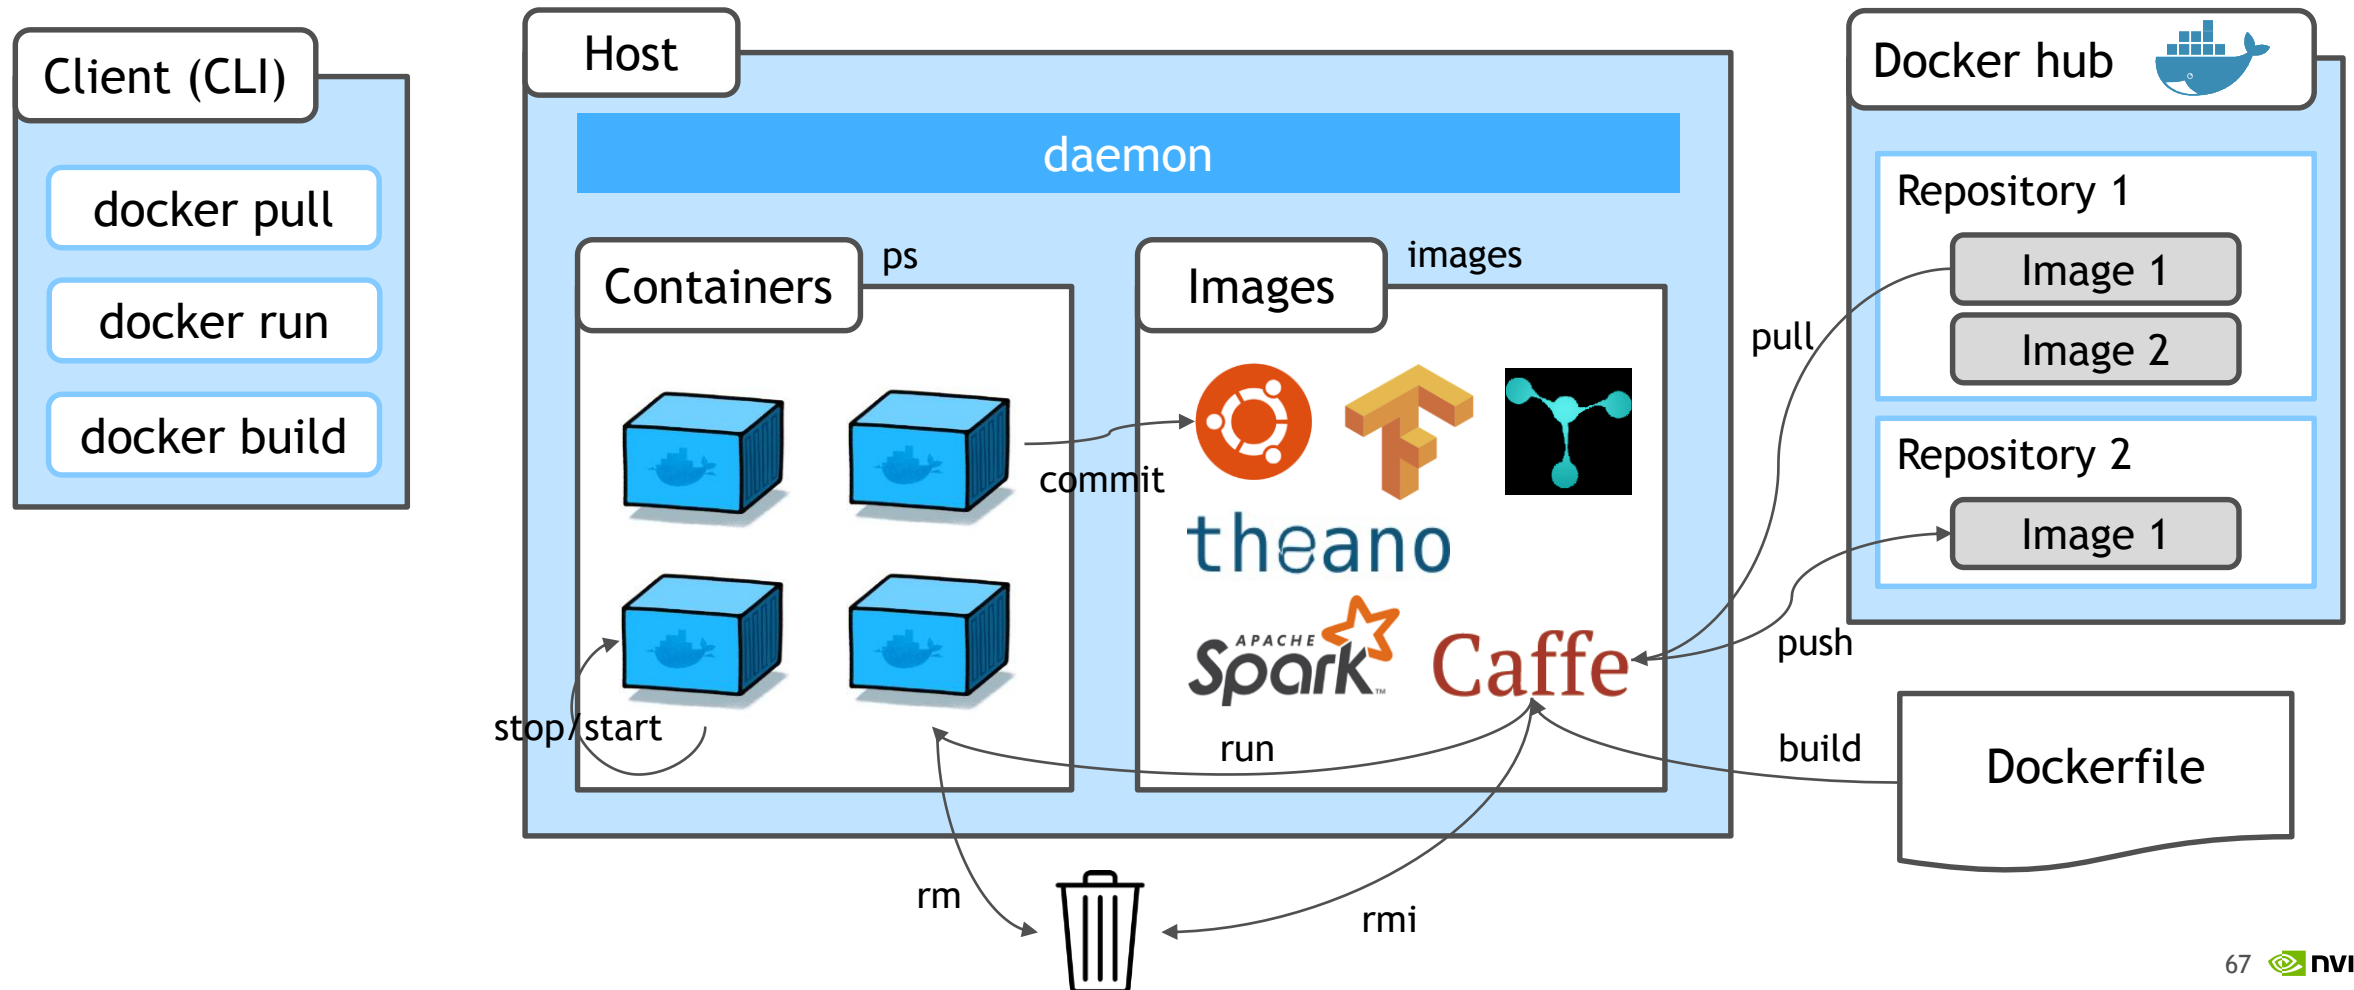 Client (CLI)
docker pull
docker run
docker build
Host
daemon
Containers
ps
commit
stop/start
Images
images
theano
APACHE
Spark™
Caffe
run
rm
rmi
Docker hub
Repository 1
Image 1
Image 2
Repository 2
Image 1
pull
push
build
Dockerfile
67
NVI